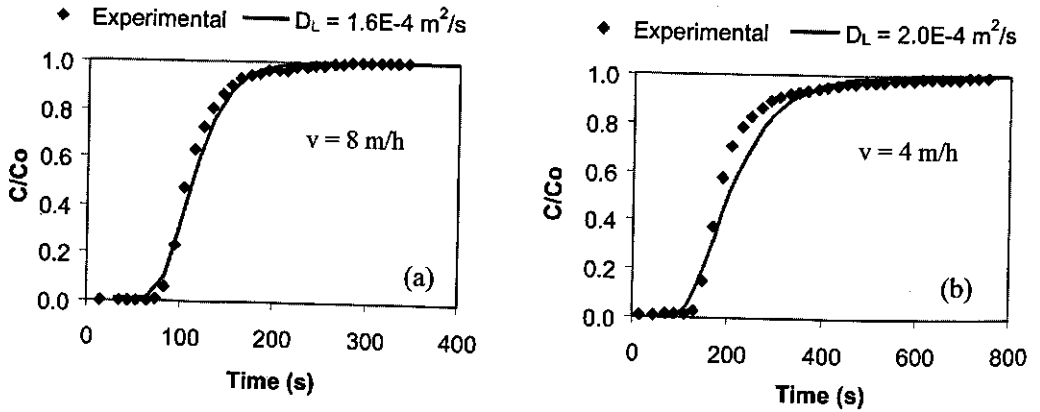 Experimental D_L = 1.6E-4 m²/s
1.0
0.8
0.6
0.4
0.2
0.0
C/Co
v = 8 m/h
(a)
0 100 200 300 400
Time (s)
Experimental D_L = 2.0E-4 m²/s
1.0
0.8
0.6
0.4
0.2
0.0
C/Co
v = 4 m/h
(b)
0 200 400 600 800
Time (s)